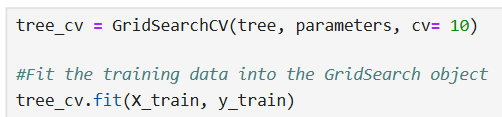 tree_cv = GridSearchCV(tree, parameters, cv= 10)
#Fit the training data into the GridSearch object
tree_cv.fit(X_train, y_train)